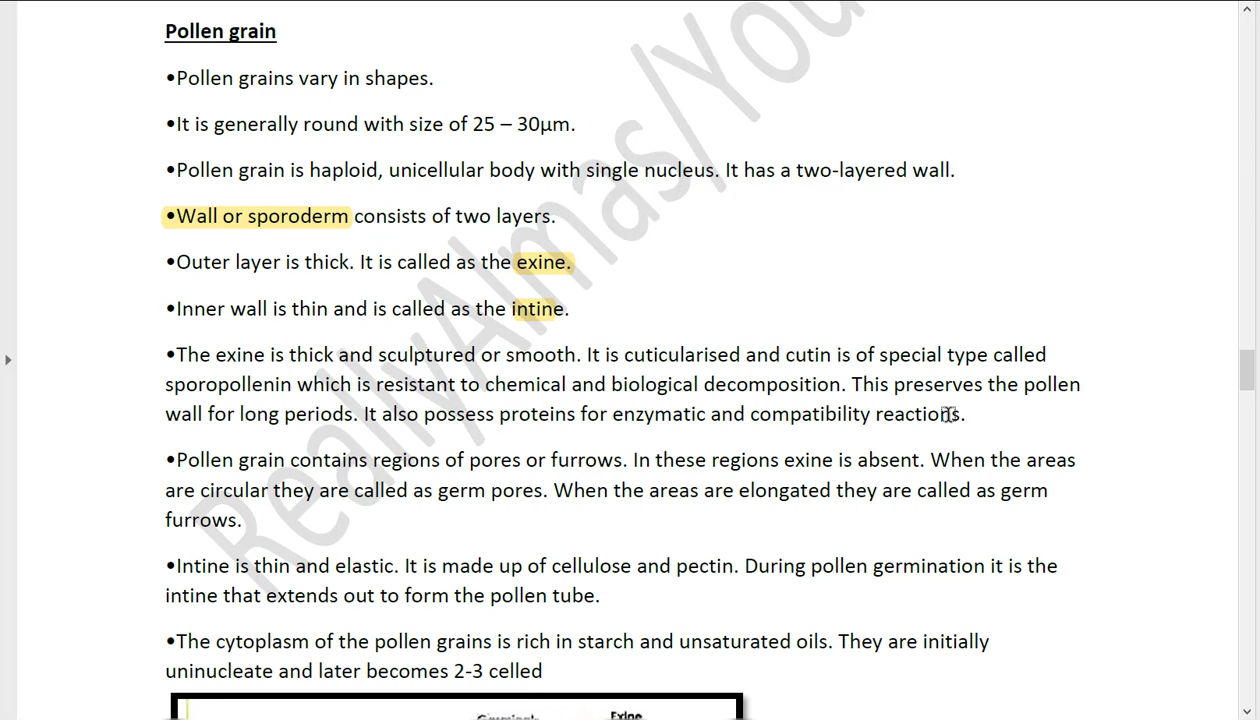 Pollen grain
•Pollen grains vary in shapes.
•It is generally round with size of 25 – 30µm.
•Pollen grain is haploid, unicellular body with single nucleus. It has a two-layered wall.
•Wall or sporoderm consists of two layers.
•Outer layer is thick. It is called as the exine.
•Inner wall is thin and is called as the intine.
•The exine is thick and sculptured or smooth. It is cuticularised and cutin is of special type called
sporopollenin which is resistant to chemical and biological decomposition. This preserves the pollen
wall for long periods. It also possess proteins for enzymatic and compatibility reactions.
•Pollen grain contains regions of pores or furrows. In these regions exine is absent. When the areas
are circular they are called as germ pores. When the areas are elongated they are called as germ
furrows.
•Intine is thin and elastic. It is made up of cellulose and pectin. During pollen germination it is the
intine that extends out to form the pollen tube.
•The cytoplasm of the pollen grains is rich in starch and unsaturated oils. They are initially
uninucleate and later becomes 2-3 celled
Exine
ReallyAlmas/You